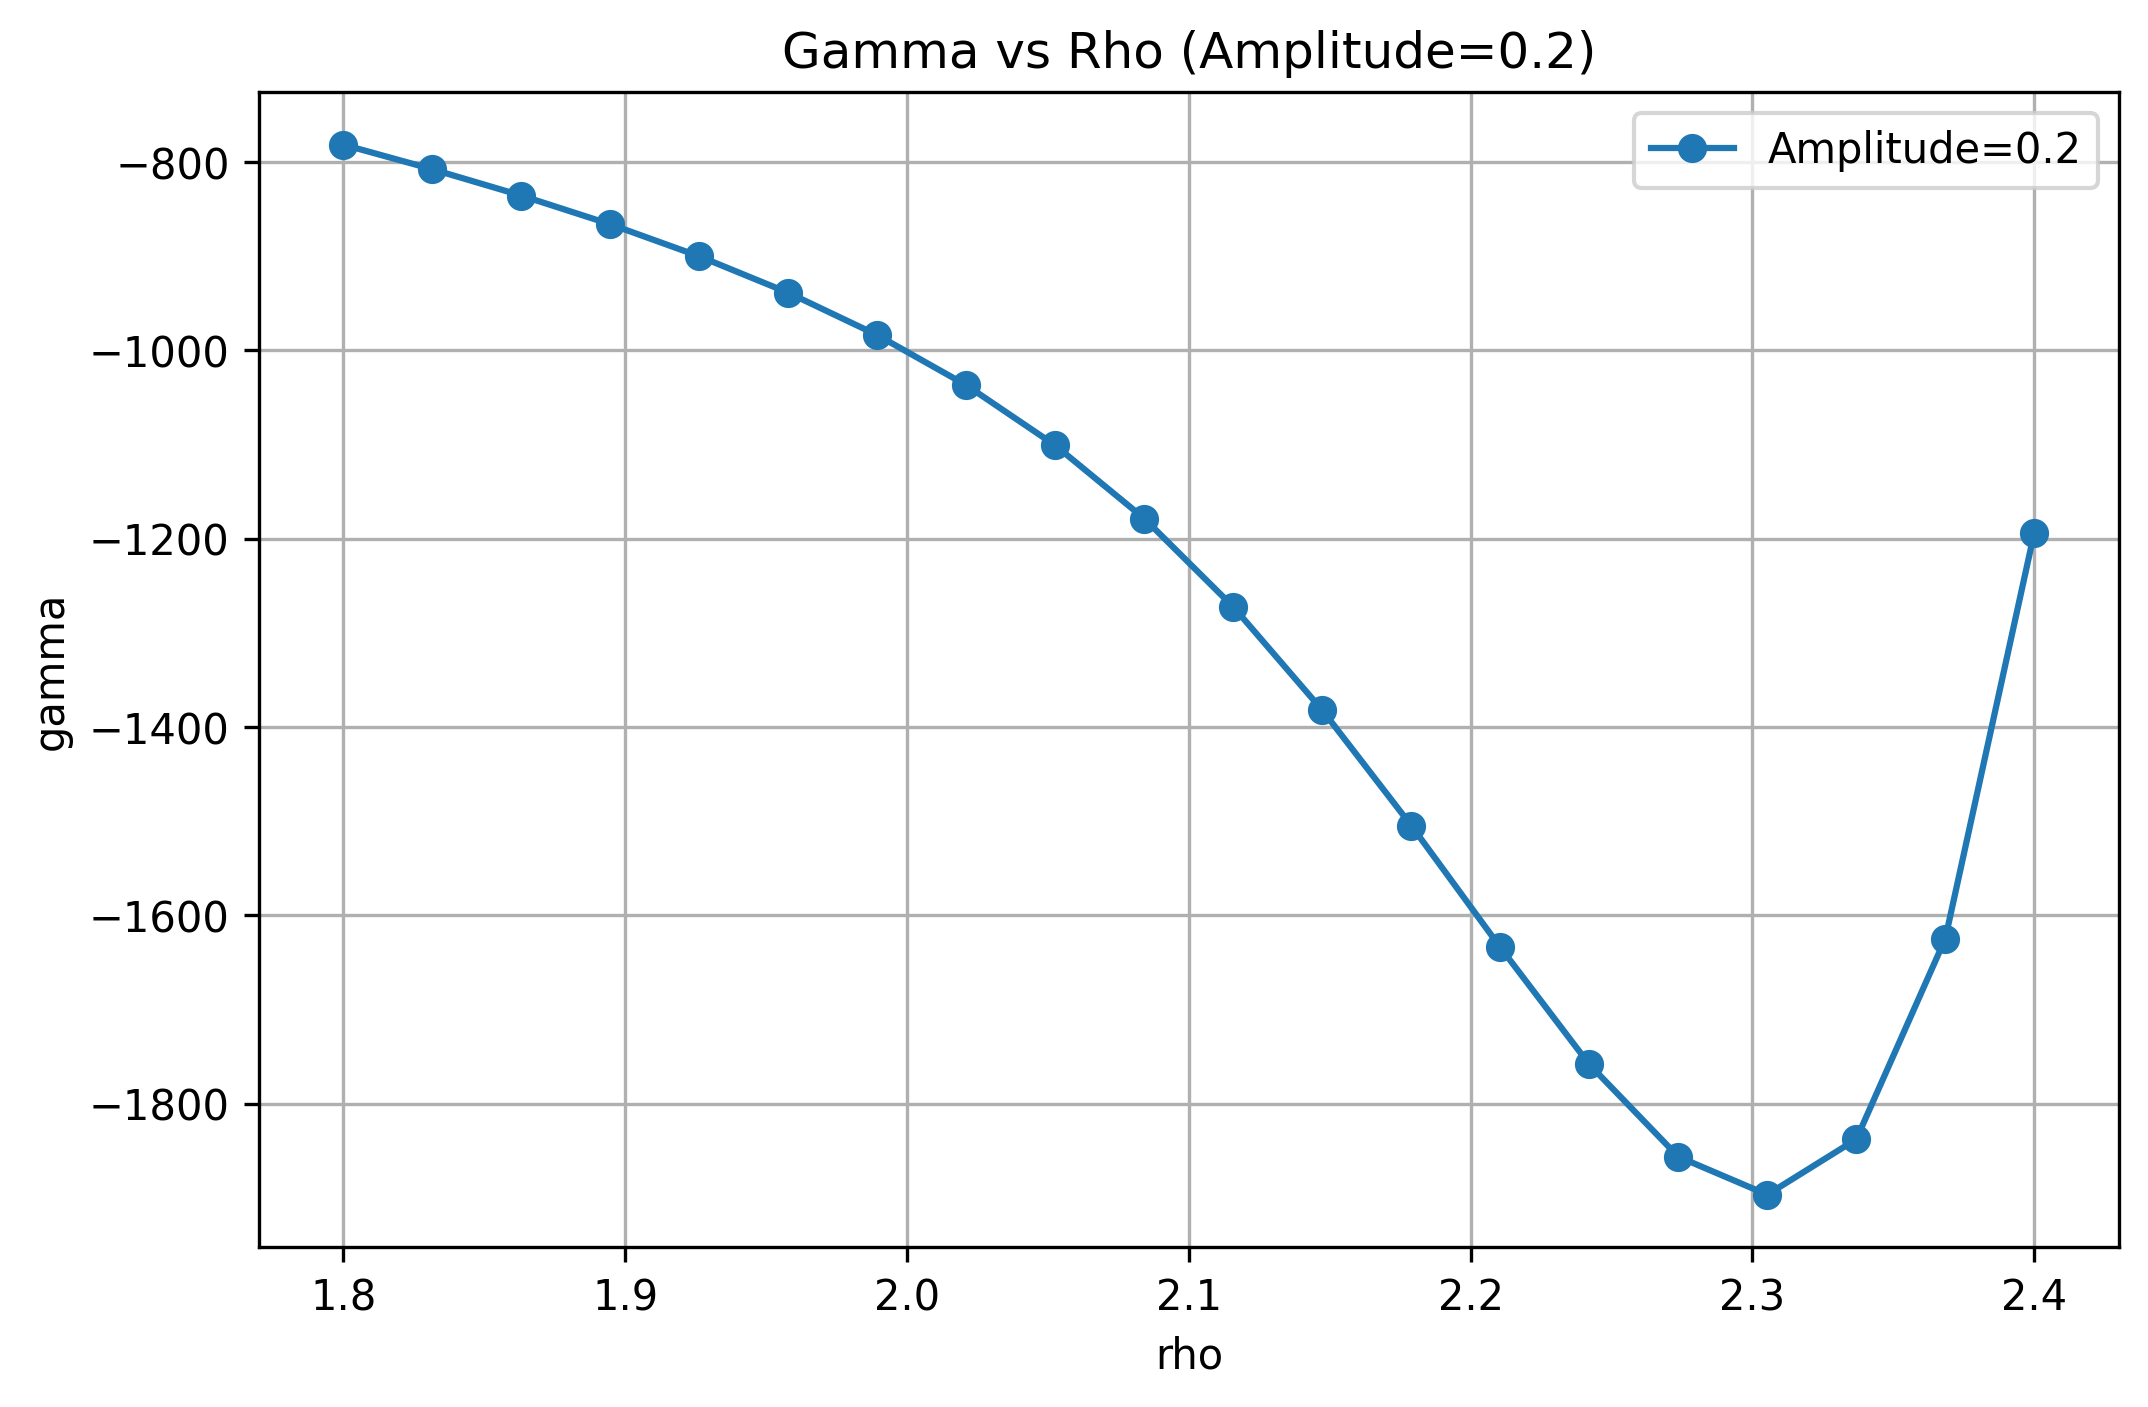 Gamma vs Rho (Amplitude=0.2)
Amplitude=0.2
−800
−1000
−1200
−1400
−1600
−1800
gamma
1.8 1.9 2.0 2.1 2.2 2.3 2.4
rho